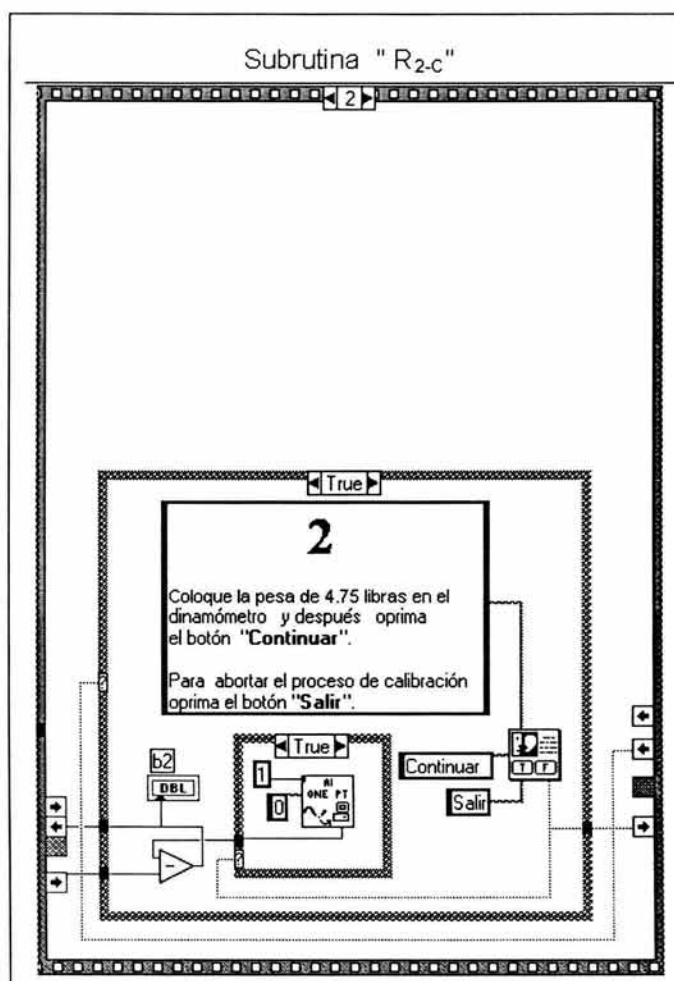 Subrutina " R2-C"
2
True
2
Coloque la pesa de 4.75 libras en el
dinamómetro y después oprima
el botón "Continuar".
Para abortar el proceso de calibración
oprima el botón "Salir".
True
b2
DBL
1
AI
0
ONE PT
Continuar
T F
Salir
?
?